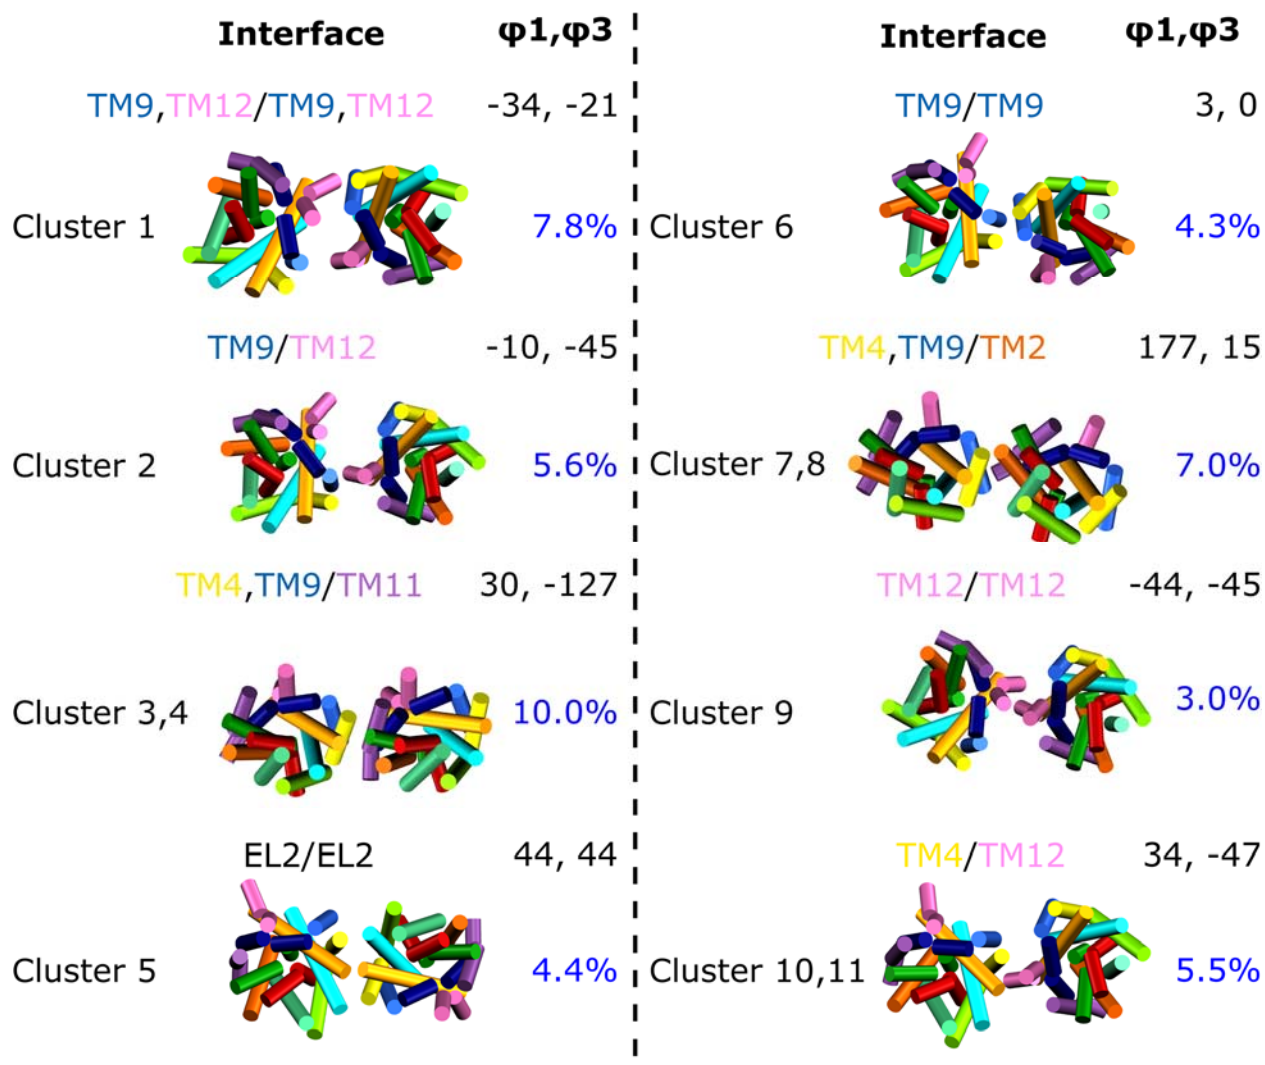 Interface φ1,φ3
TM9,TM12/TM9,TM12 -34, -21
Cluster 1 7.8%
TM9/TM12 -10, -45
Cluster 2 5.6%
TM4,TM9/TM11 30, -127
Cluster 3,4 10.0%
EL2/EL2 44, 44
Cluster 5 4.4%
Interface φ1,φ3
TM9/TM9 3, 0
Cluster 6 4.3%
TM4,TM9/TM2 177, 15
Cluster 7,8 7.0%
TM12/TM12 -44, -45
Cluster 9 3.0%
TM4/TM12 34, -47
Cluster 10,11 5.5%